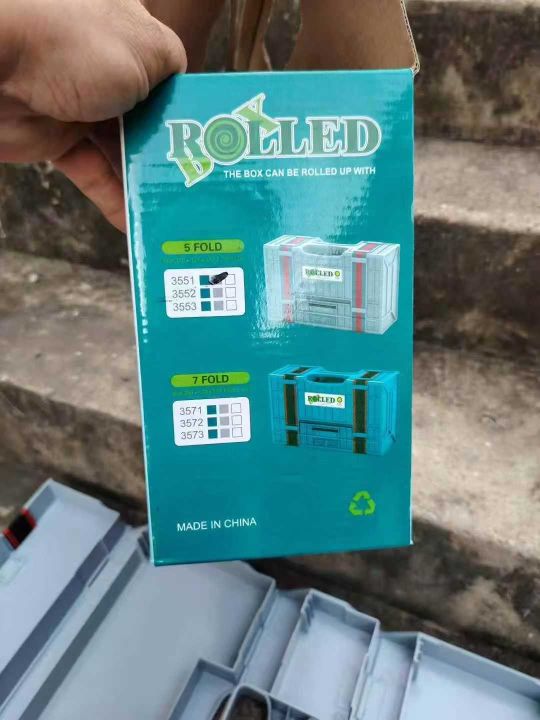 ROLLED
BOX
THE BOX CAN BE ROLLED UP WITH
5 FOLD
3551
3552
3553
ROLLED
7 FOLD
3571
3572
3573
ROLLED
MADE IN CHINA